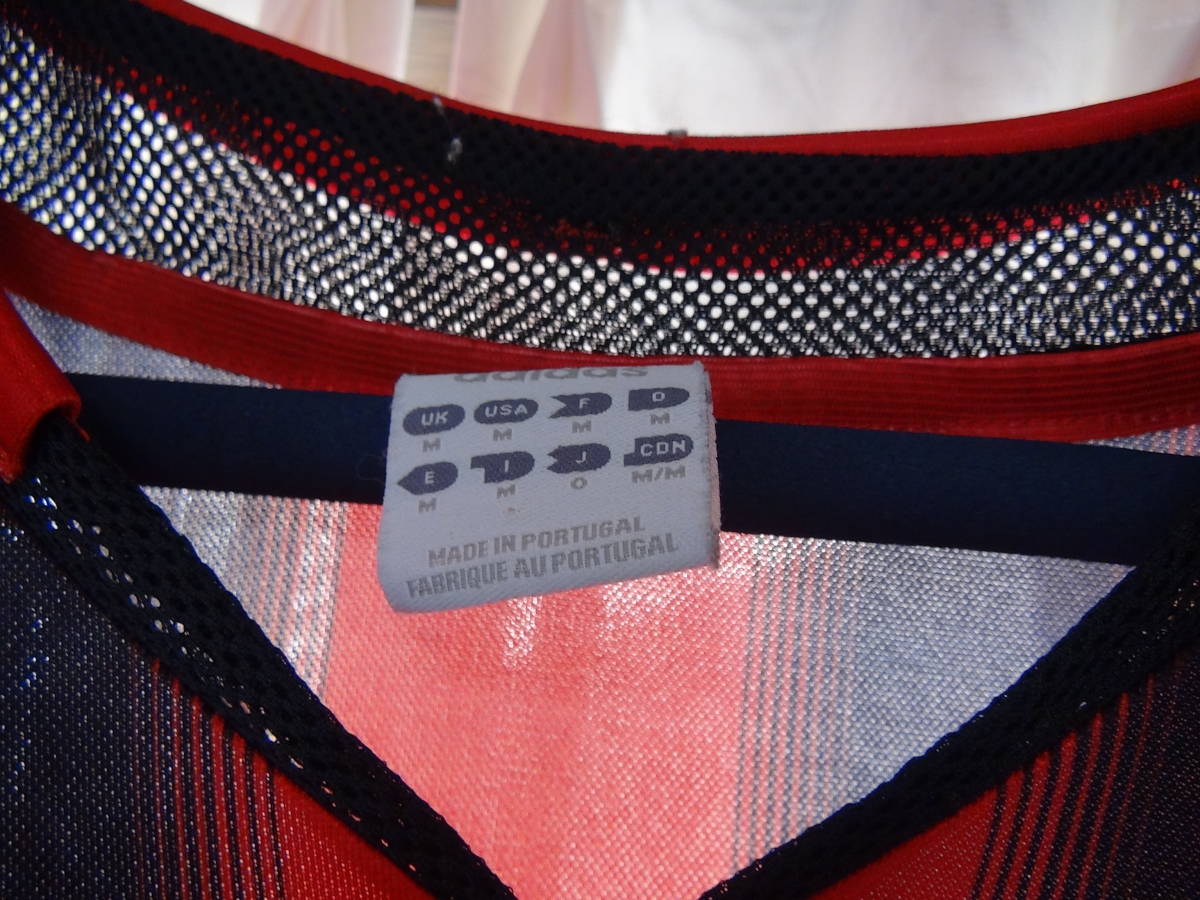 adidas
UK USA F D
M M M M
E I J CDN
M M O M/M
MADE IN PORTUGAL
FABRIQUE AU PORTUGAL